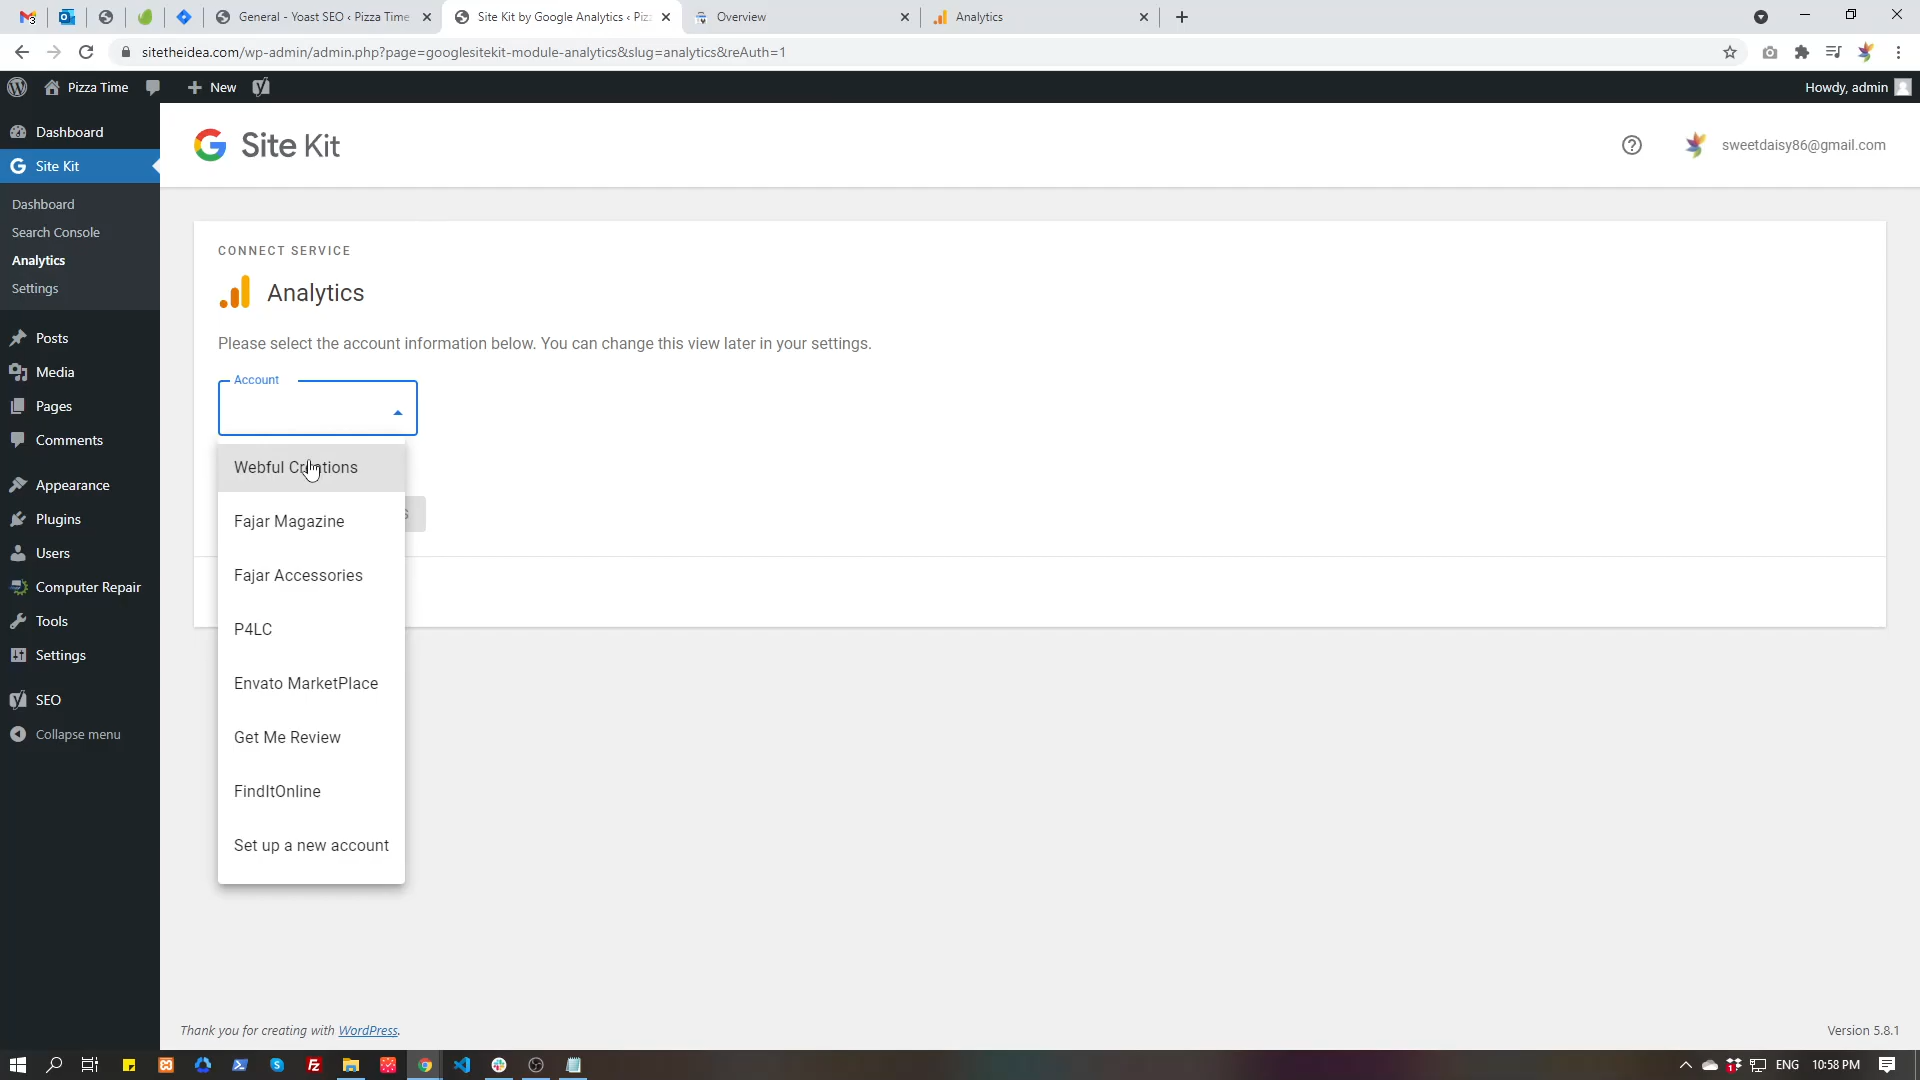 General - Yoast SEO ‹ Pizza Time
Site Kit by Google Analytics ‹ Piz
Overview
Analytics
sitetheidea.com/wp-admin/admin.php?page=googlesitekit-module-analytics&slug=analytics&reAuth=1
Pizza Time
New
Howdy, admin
Dashboard
Site Kit
Dashboard
Search Console
Analytics
Settings
Posts
Media
Pages
Comments
Appearance
Plugins
Users
Computer Repair
Tools
Settings
SEO
Collapse menu
Site Kit
sweetdaisy86@gmail.com
CONNECT SERVICE
Analytics
Please select the account information below. You can change this view later in your settings.
Account
Webful Creations
Fajar Magazine
Fajar Accessories
P4LC
Envato MarketPlace
Get Me Review
FindItOnline
Set up a new account
Thank you for creating with WordPress.
Version 5.8.1
ENG
10:58 PM